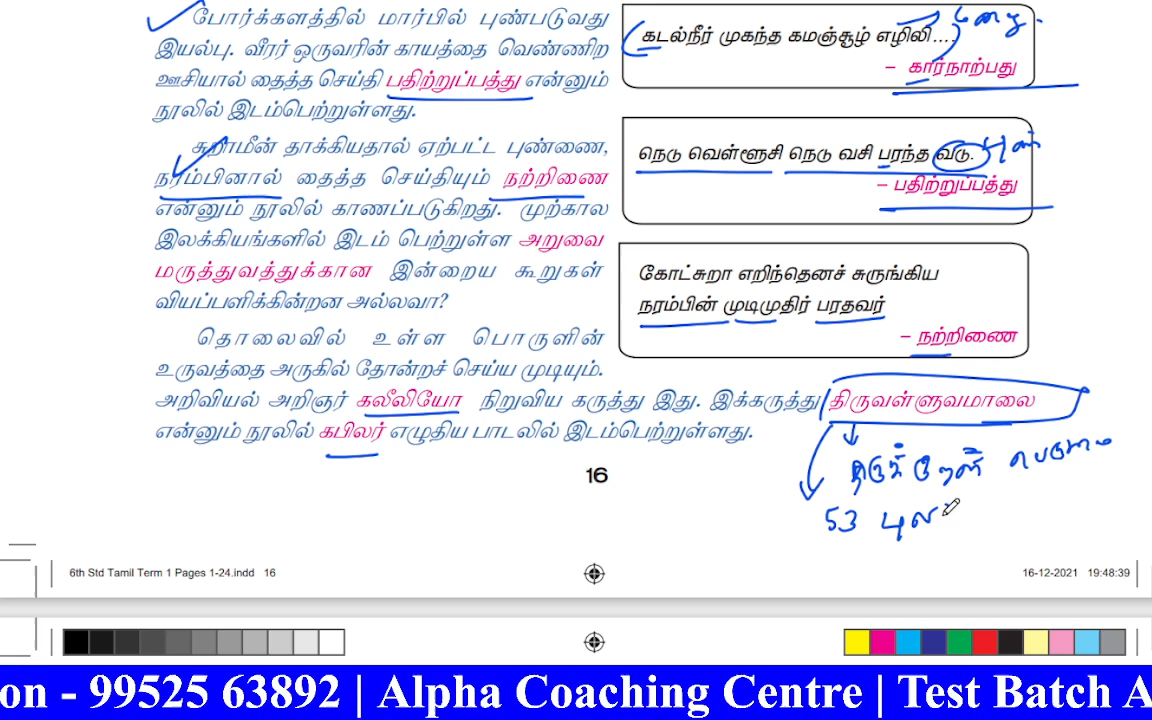 போர்க்களத்தில் மார்பில் புண்படுவது
இயல்பு. வீரர் ஒருவரின் காயத்தை வெண்ணிற
ஊசியால் தைத்த செய்தி பதிற்றுப்பத்து என்னும்
நூலில் இடம்பெற்றுள்ளது.
சுறாமீன் தாக்கியதால் ஏற்பட்ட புண்ணை,
நரம்பினால் தைத்த செய்தியும் நற்றிணை
என்னும் நூலில் காணப்படுகிறது. முற்கால
இலக்கியங்களில் இடம் பெற்றுள்ள அறுவை
மருத்துவத்துக்கான இன்றைய கூறுகள்
வியப்பளிக்கின்றன அல்லவா?
தொலைவில் உள்ள பொருளின்
உருவத்தை அருகில் தோன்றச் செய்ய முடியும்.
அறிவியல் அறிஞர் கலீலியோ நிறுவிய கருத்து இது. இக்கருத்து திருவள்ளுவமாலை
என்னும் நூலில் கபிலர் எழுதிய பாடலில் இடம்பெற்றுள்ளது.
கடல்நீர் முகந்த கமஞ்சூழ் எழிலி....
– கார்நாற்பது
நெடு வெள்ளூசி நெடு வசி பரந்த வடு.
புண்
– பதிற்றுப்பத்து
கோட்சுறா எறிந்தெனச் சுருங்கிய
நரம்பின் முடிமுதிர் பரதவர்
– நற்றிணை
திருக்குறளின் பெருமை
53 புல
16
6th Std Tamil Term 1 Pages 1-24.indd 16
16-12-2021 19:48:39
on - 99525 63892 | Alpha Coaching Centre | Test Batch A